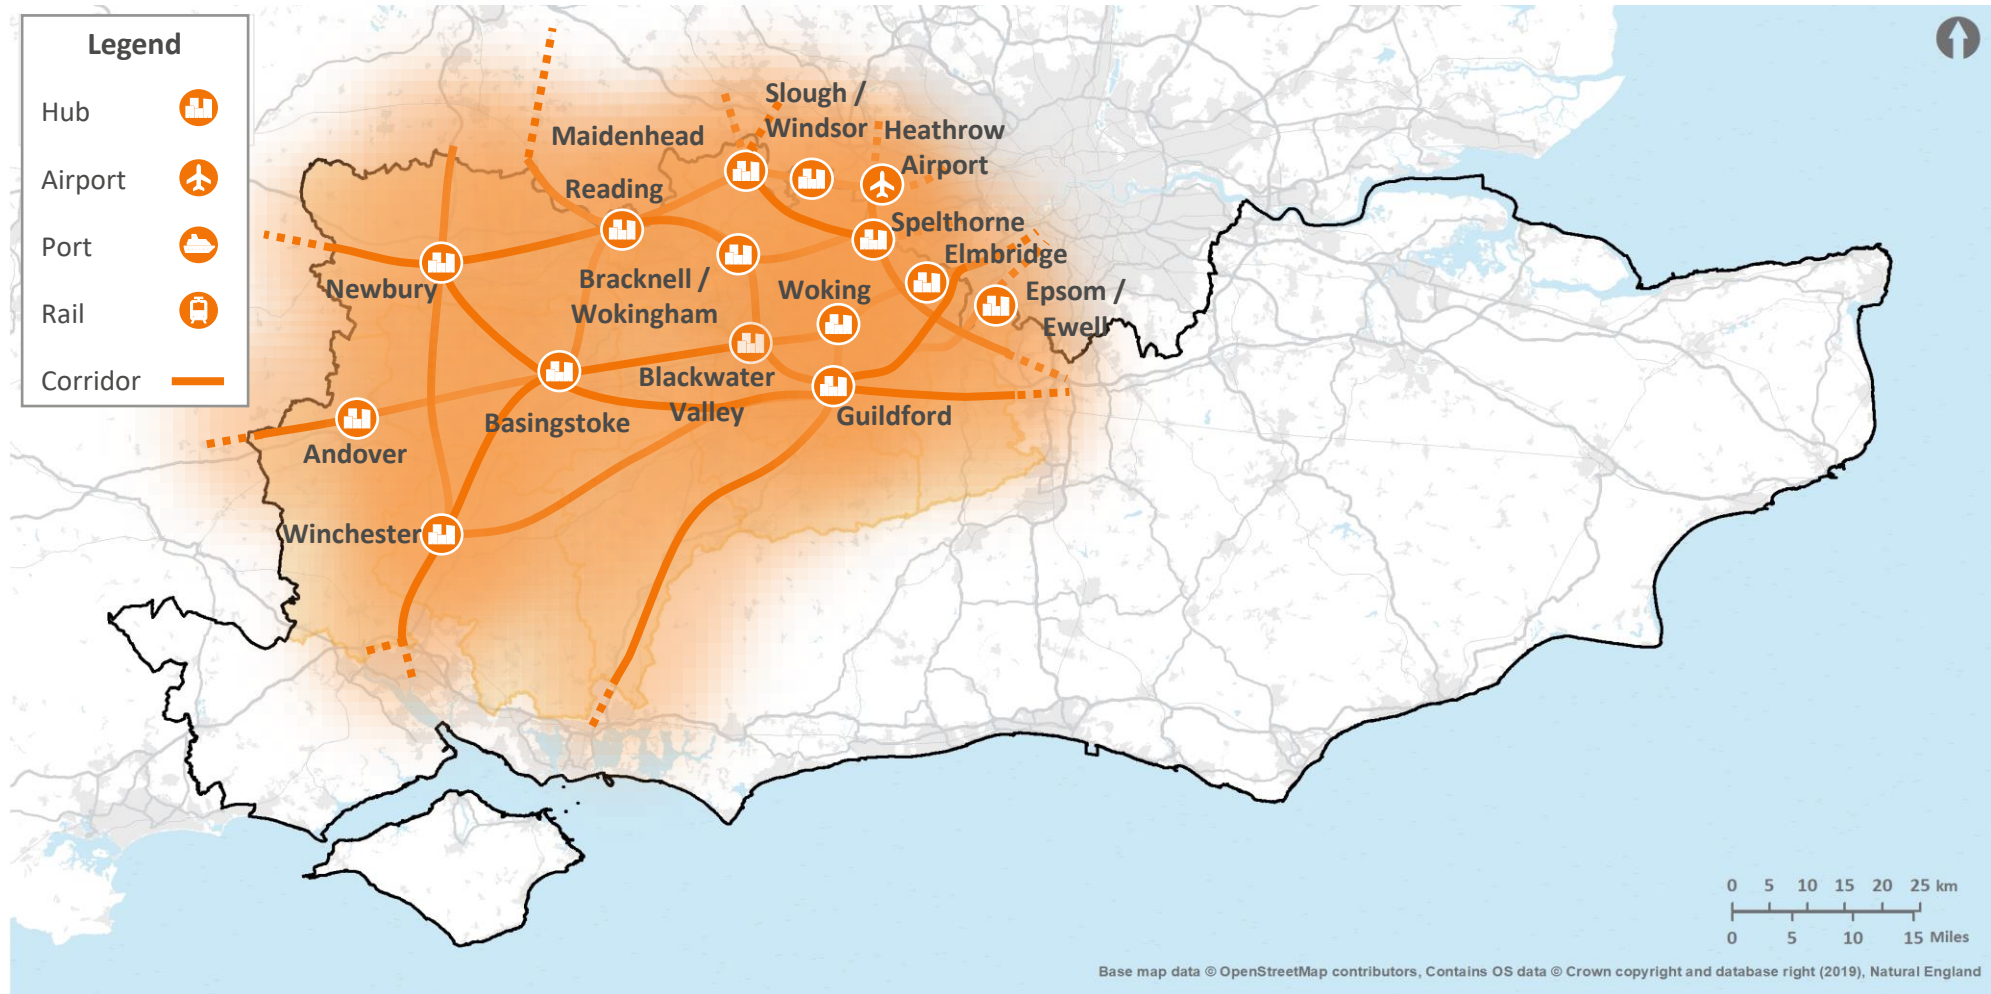 Legend
Hub
Airport
Port
Rail
Corridor
Slough /
Windsor
Maidenhead
Heathrow
Airport
Reading
Spelthorne
Elmbridge
Newbury
Bracknell /
Wokingham
Woking
Epsom /
Ewell
Blackwater
Valley
Basingstoke
Guildford
Andover
Winchester
0 5 10 15 20 25 km
0 5 10 15 Miles
Base map data © OpenStreetMap contributors, Contains OS data © Crown copyright and database right (2019), Natural England